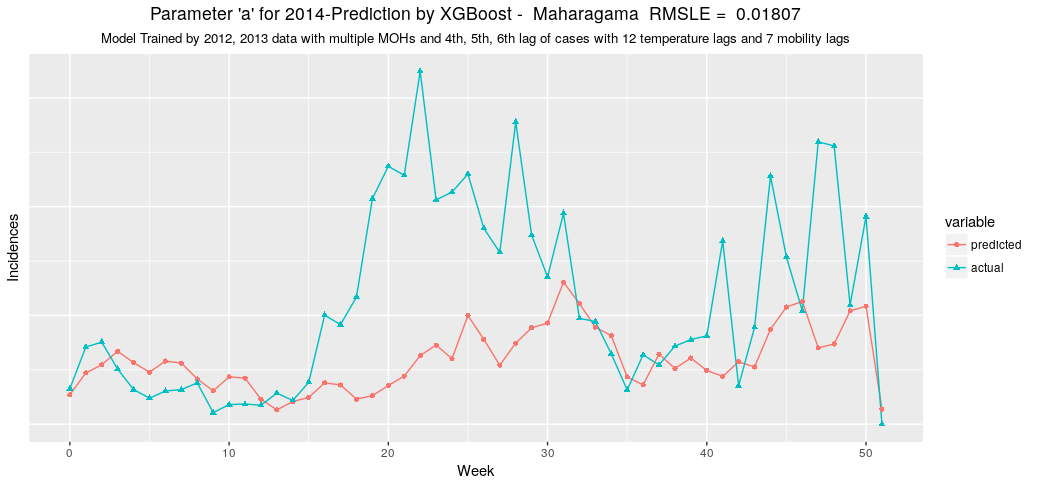 Parameter 'a' for 2014-Prediction by XGBoost - Maharagama RMSLE = 0.01807
Model Trained by 2012, 2013 data with multiple MOHs and 4th, 5th, 6th lag of cases with 12 temperature lags and 7 mobility lags
Incidences
variable
predicted
actual
0 10 20 30 40 50
Week